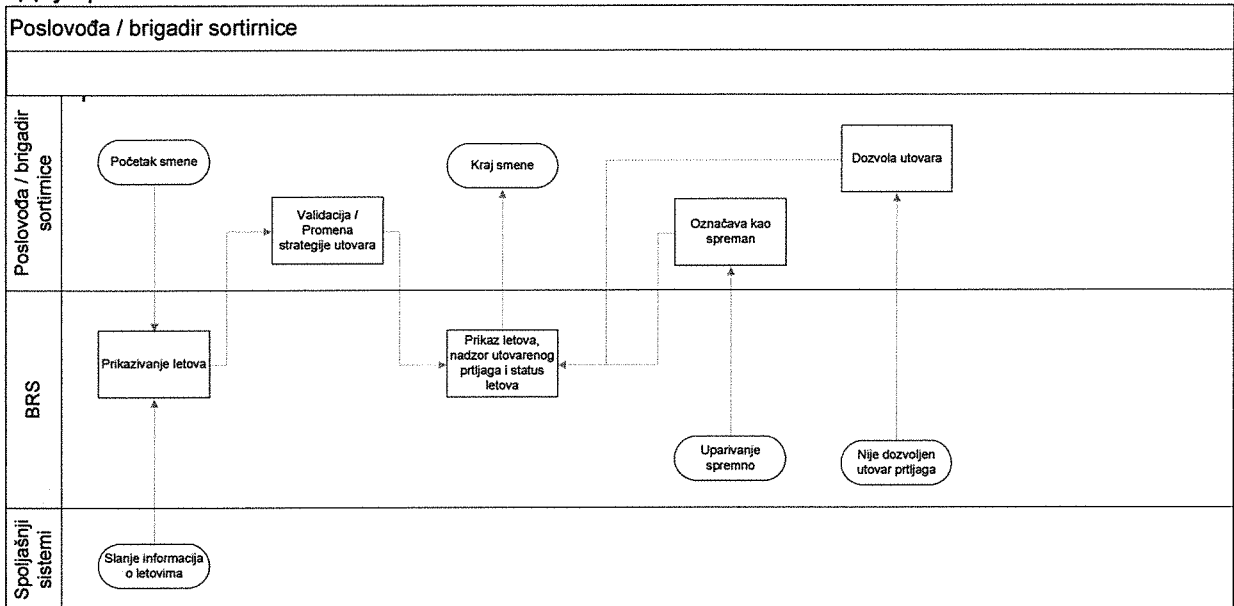 Poslovođa / brigadir sortirnice
Poslovođa / brigadir
sortirnice
Početak smene
Kraj smene
Dozvola utovara
Validacija /
Promena
strategije utovara
Označava kao
spreman
BRS
Prikazivanje letova
Prikaz letova,
nadzor utovarenog
prtljaga i status
letova
Uparivanje
spremno
Nije dozvoljen
utovar prtljaga
Spoljašnji
sistemi
Slanje informacija
o letovima